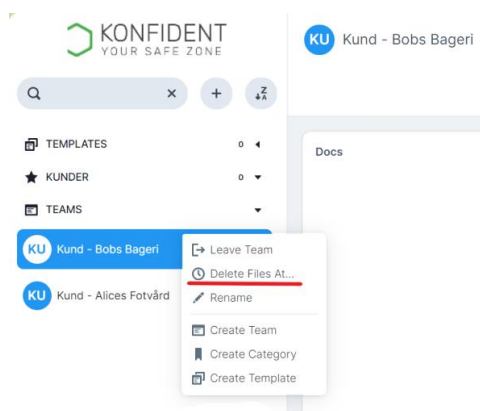 KONFIDENT
YOUR SAFE ZONE
KU Kund - Bobs Bageri
TEMPLATES 0
KUNDER 0
TEAMS
Docs
KU Kund - Bobs Bageri
KU Kund - Alices Fotvård
Leave Team
Delete Files At...
Rename
Create Team
Create Category
Create Template